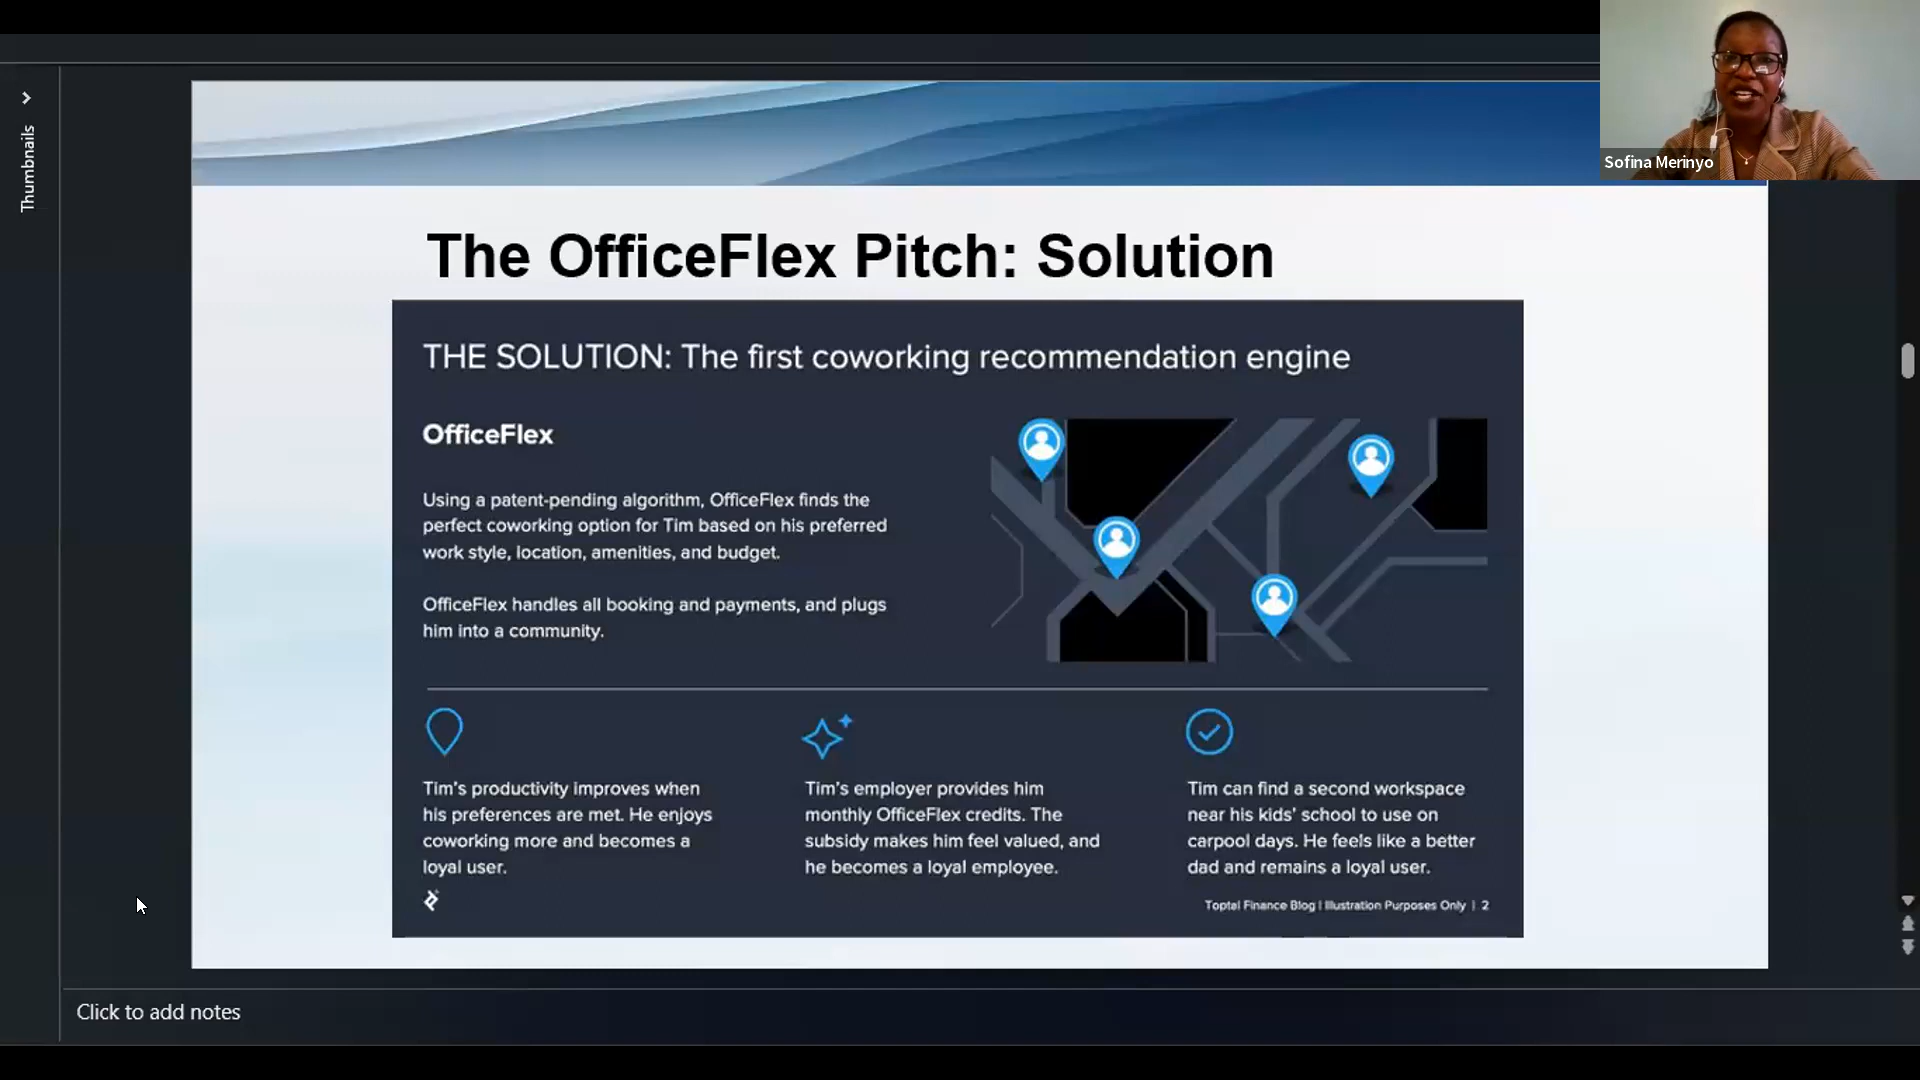 Thumbnails
Sofina Merinyo
The OfficeFlex Pitch: Solution
THE SOLUTION: The first coworking recommendation engine
OfficeFlex
Using a patent-pending algorithm, OfficeFlex finds the
perfect coworking option for Tim based on his preferred
work style, location, amenities, and budget.
OfficeFlex handles all booking and payments, and plugs
him into a community.
Tim's productivity improves when
his preferences are met. He enjoys
coworking more and becomes a
loyal user.
Tim's employer provides him
monthly OfficeFlex credits. The
subsidy makes him feel valued, and
he becomes a loyal employee.
Tim can find a second workspace
near his kids' school to use on
carpool days. He feels like a better
dad and remains a loyal user.
Toptal Finance Blog | Illustration Purposes Only | 2
Click to add notes